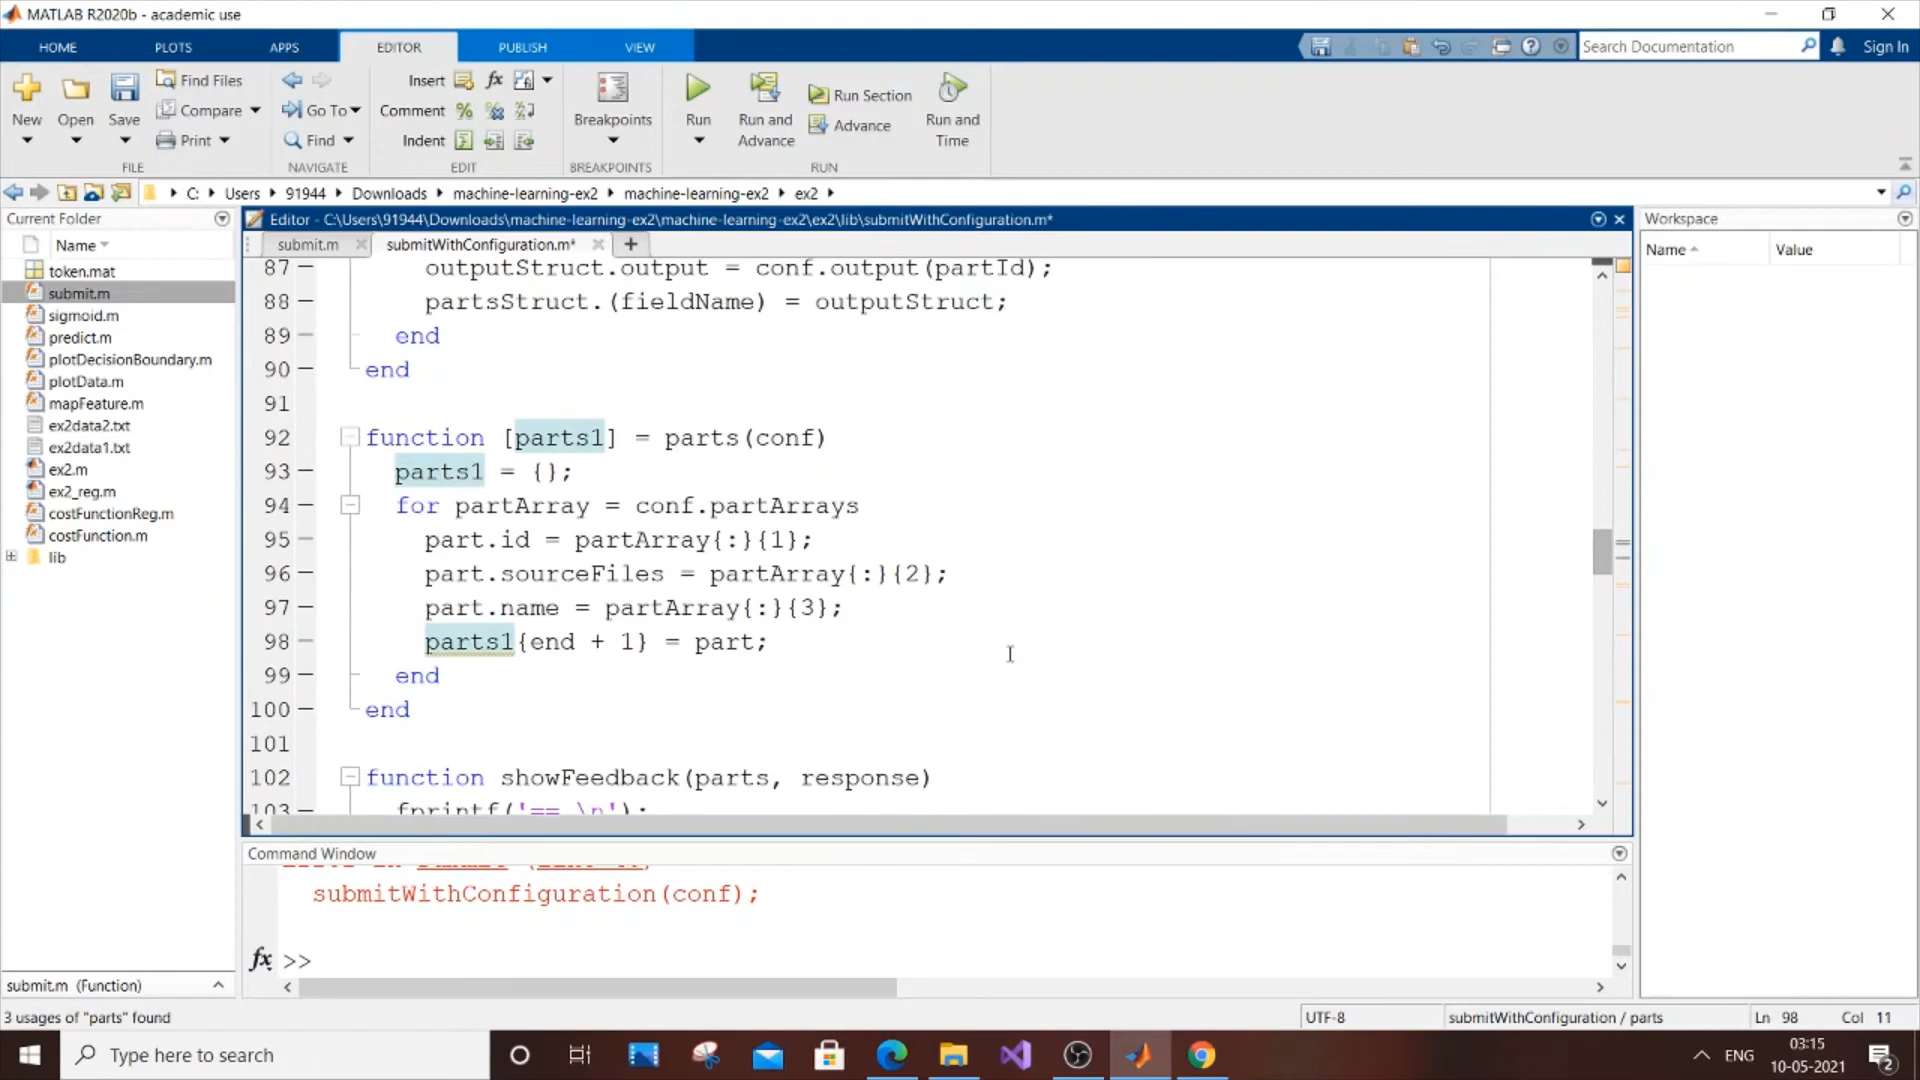 MATLAB R2020b - academic use
HOME PLOTS APPS EDITOR PUBLISH VIEW
Search Documentation Sign In
New Open Save Find Files Compare Print
FILE
Go To Find
NAVIGATE
Insert fx
Comment
Indent
EDIT
Breakpoints
BREAKPOINTS
Run Run and Advance Run Section Advance Run and Time
RUN
C: Users 91944 Downloads machine-learning-ex2 machine-learning-ex2 ex2
Current Folder
Name
token.mat
submit.m
sigmoid.m
predict.m
plotDecisionBoundary.m
plotData.m
mapFeature.m
ex2data2.txt
ex2data1.txt
ex2.m
ex2_reg.m
costFunctionReg.m
costFunction.m
lib
submit.m (Function)
Editor - C:\Users\91944\Downloads\machine-learning-ex2\machine-learning-ex2\ex2\lib\submitWithConfiguration.m*
submit.m submitWithConfiguration.m*
87 outputStruct.output = conf.output(partId);
88 partsStruct.(fieldName) = outputStruct;
89 end
90 end
91
92 function [parts1] = parts(conf)
93 parts1 = {};
94 for partArray = conf.partArrays
95 part.id = partArray{:}{1};
96 part.sourceFiles = partArray{:}{2};
97 part.name = partArray{:}{3};
98 parts1{end + 1} = part;
99 end
100 end
101
102 function showFeedback(parts, response)
103 fprintf('== \n');
Command Window
submitWithConfiguration(conf);
fx >>
Workspace
Name Value
3 usages of "parts" found
UTF-8 submitWithConfiguration / parts Ln 98 Col 11
Type here to search
ENG
03:15
10-05-2021
2